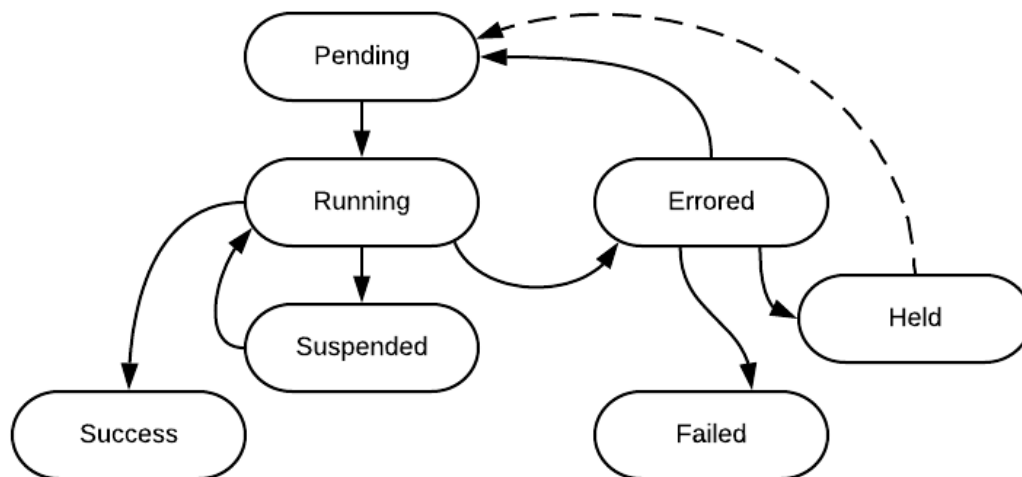 Pending
Running
Errored
Held
Suspended
Success
Failed